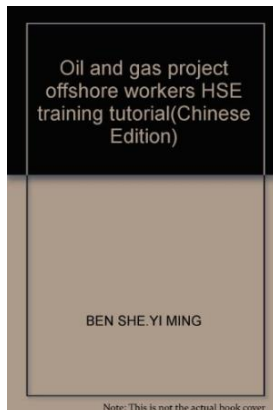 Oil and gas project
offshore workers HSE
training tutorial(Chinese
Edition)
BEN SHE.YI MING
Note: This is not the actual book cover